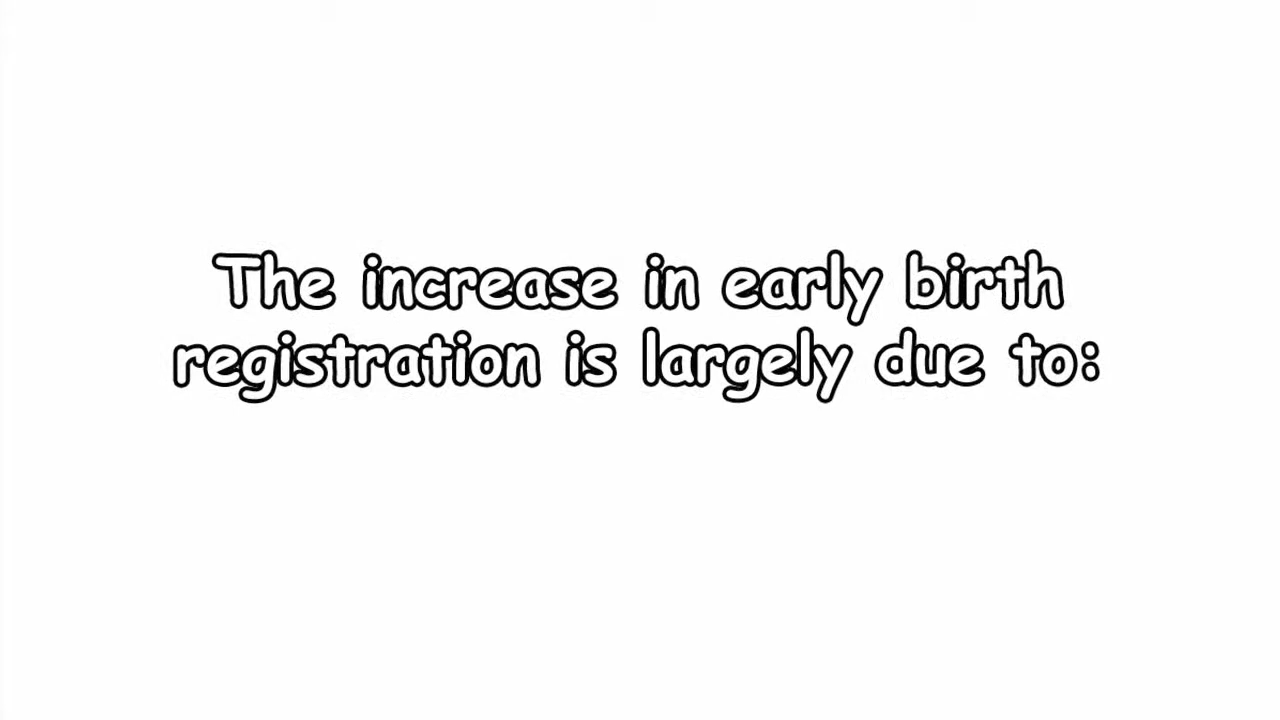 The increase in early birth
registration is largely due to: